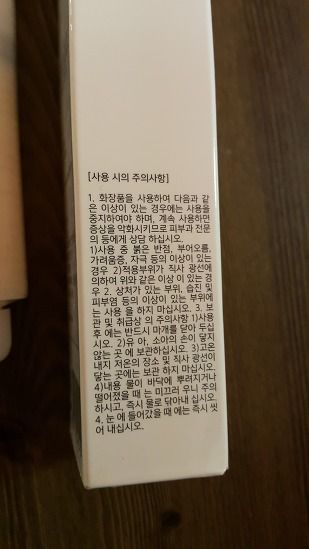 [사용 시의 주의사항]
1. 화장품을 사용하여 다음과 같
은 이상이 있는 경우에는 사용을
중지하여야 하며, 계속 사용하면
증상을 악화시키므로 피부과 전문
의 등에게 상담 하십시오.
1)사용 중 붉은 반점, 부어오름,
가려움증, 자극 등의 이상이 있는
경우 2)적용부위가 직사 광선에
의하여 위와 같은 이상 이 있는 경
우 2. 상처가 있는 부위, 습진 및
피부염 등의 이상이 있는 부위에
는 사용 을 하지 마십시오. 3. 보
관 및 취급상 의 주의사항 1)사용
후 에는 반드시 마개를 닫아 두십
시오. 2)유 아, 소아의 손이 닿지
않는 곳 에 보관하십시오. 3)고온
내지 저온의 장소 및 직사 광선이
닿는 곳에는 보관 하지 마십시오.
4)내용 물이 바닥에 뿌려지거나
떨어졌을 때 는 미끄러 우니 주의
하시고, 즉시 물로 닦아내 십시오.
4. 눈 에 들어갔을 때 에는 즉시 씻
어 내십시오.